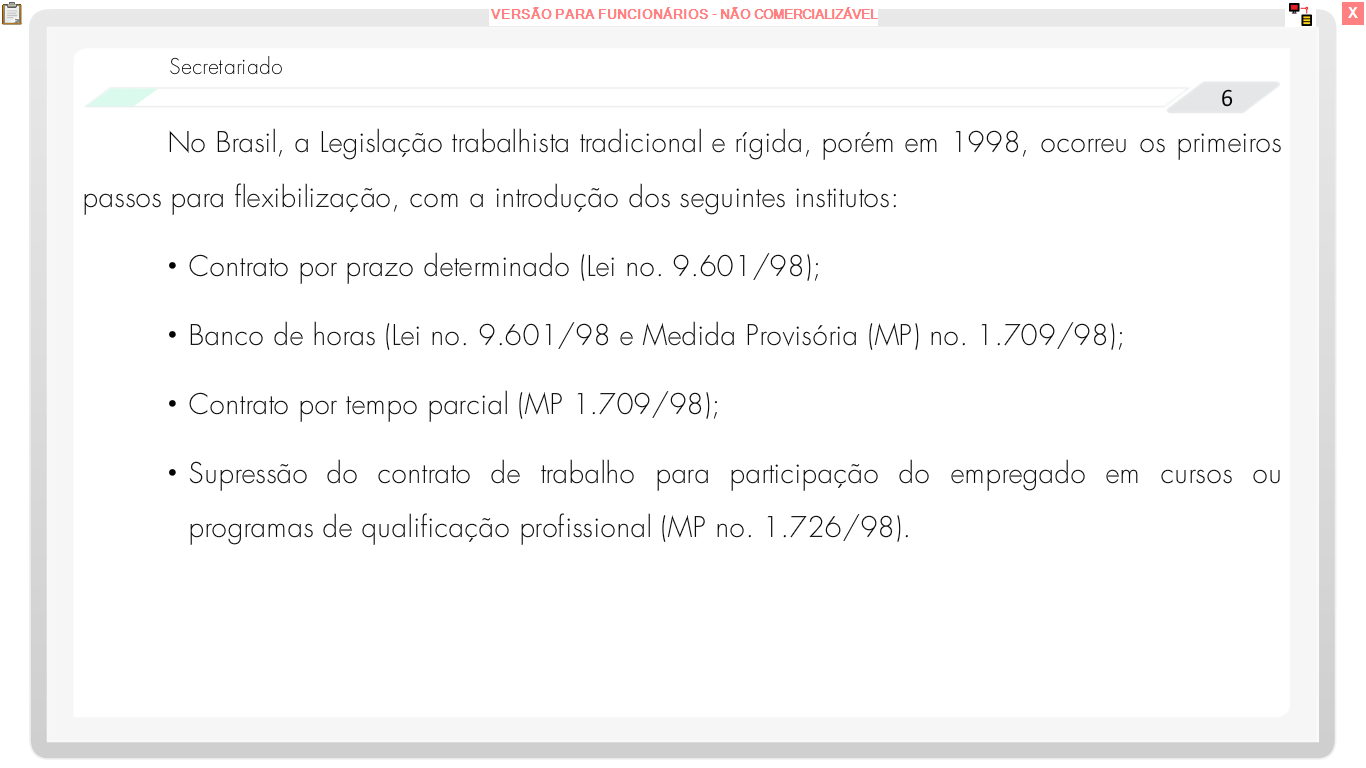 VERSÃO PARA FUNCIONÁRIOS - NÃO COMERCIALIZÁVEL
X
Secretariado
6
No Brasil, a Legislação trabalhista tradicional e rígida, porém em 1998, ocorreu os primeiros
passos para flexibilização, com a introdução dos seguintes institutos:
• Contrato por prazo determinado (Lei no. 9.601/98);
• Banco de horas (Lei no. 9.601/98 e Medida Provisória (MP) no. 1.709/98);
• Contrato por tempo parcial (MP 1.709/98);
• Supressão do contrato de trabalho para participação do empregado em cursos ou
programas de qualificação profissional (MP no. 1.726/98).